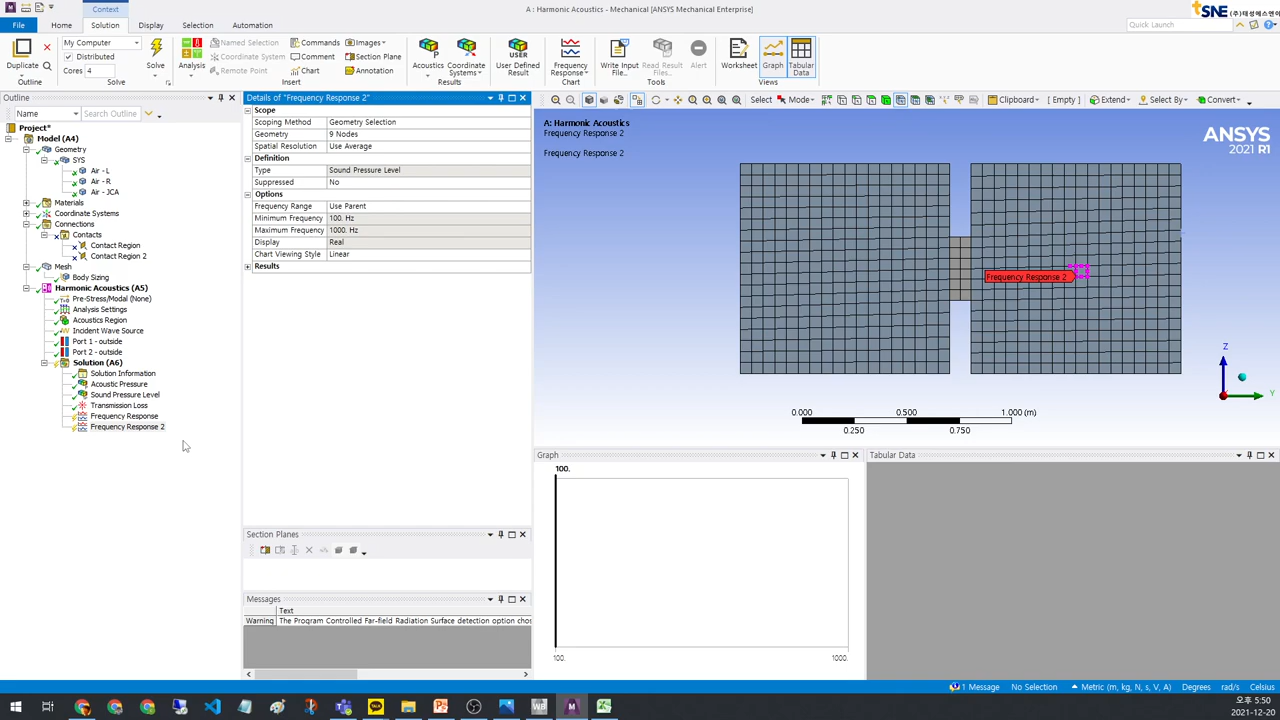 Context
A : Harmonic Acoustics - Mechanical [ANSYS Mechanical Enterprise]
tSNE (주)태성에스엔이
File Home Solution Display Selection Automation
Quick Launch
Duplicate
Outline
My Computer
Distributed
Cores 4
Solve
Solve
Analysis
Named Selection
Coordinate System
Remote Point
Commands
Comment
Chart
Images
Section Plane
Annotation
Insert
Acoustics
Coordinate Systems
Results
User Defined Result
Frequency Response
Chart
Write Input File...
Read Result Files...
Alert
Tools
Worksheet
Graph
Tabular Data
Views
Outline
Name
Search Outline
Project*
Model (A4)
Geometry
SYS
Air - L
Air - R
Air - JCA
Materials
Coordinate Systems
Connections
Contacts
Contact Region
Contact Region 2
Mesh
Body Sizing
Harmonic Acoustics (A5)
Pre-Stress/Modal (None)
Analysis Settings
Acoustics Region
Incident Wave Source
Port 1 - outside
Port 2 - outside
Solution (A6)
Solution Information
Acoustic Pressure
Sound Pressure Level
Transmission Loss
Frequency Response
Frequency Response 2
Details of "Frequency Response 2"
Scope
Scoping Method Geometry Selection
Geometry 9 Nodes
Spatial Resolution Use Average
Definition
Type Sound Pressure Level
Suppressed No
Options
Frequency Range Use Parent
Minimum Frequency 100. Hz
Maximum Frequency 1000. Hz
Display Real
Chart Viewing Style Linear
Results
Section Planes
Messages
Text
Warning The Program Controlled Far-field Radiation Surface detection option chos
Select Mode Clipboard [ Empty ] Extend Select By Convert
A: Harmonic Acoustics
Frequency Response 2
Frequency Response 2
ANSYS
2021 R1
Frequency Response 2
0.000 0.500 1.000 (m)
0.250 0.750
Z
Y
Graph
100.
100. 1000.
Tabular Data
1 Message No Selection Metric (m, kg, N, s, V, A) Degrees rad/s Celsius
오후 5:50
2021-12-20